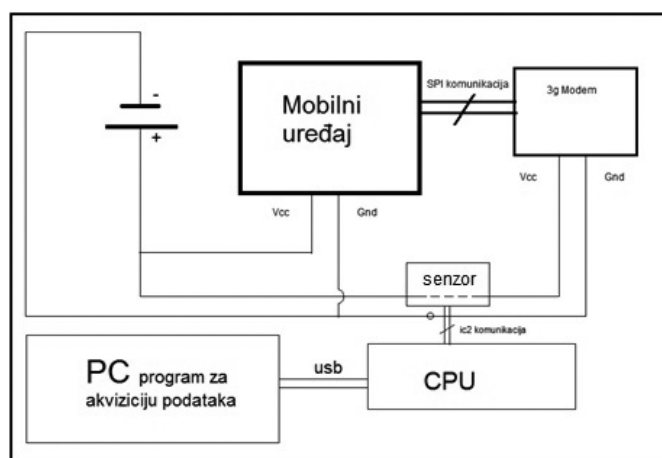 -
+
Mobilni
uređaj
SPI komunikacija
3g Modem
Vcc
Gnd
Vcc
Gnd
senzor
ic2 komunikacija
PC program za
akviziciju podataka
usb
CPU